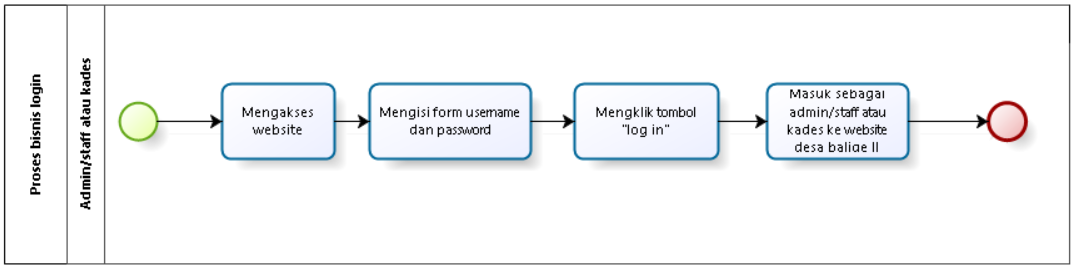 Proses bisnis login
Admin/staff atau kades
Mengakses
website
Mengisi form username
dan password
Mengklik tombol
"log in"
Masuk sebagai
admin/staff atau
kades ke website
desa balige II